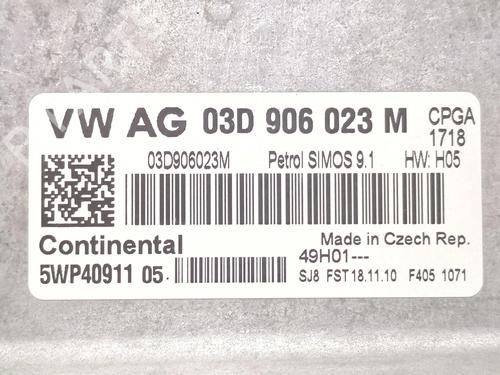 VW AG 03D 906 023 M CPGA
1718
03D906023M Petrol SIMOS 9.1 HW: H05
Continental Made in Czech Rep.
5WP40911 05 49H01---
SJ8 FST 18.11.10 F405 1071